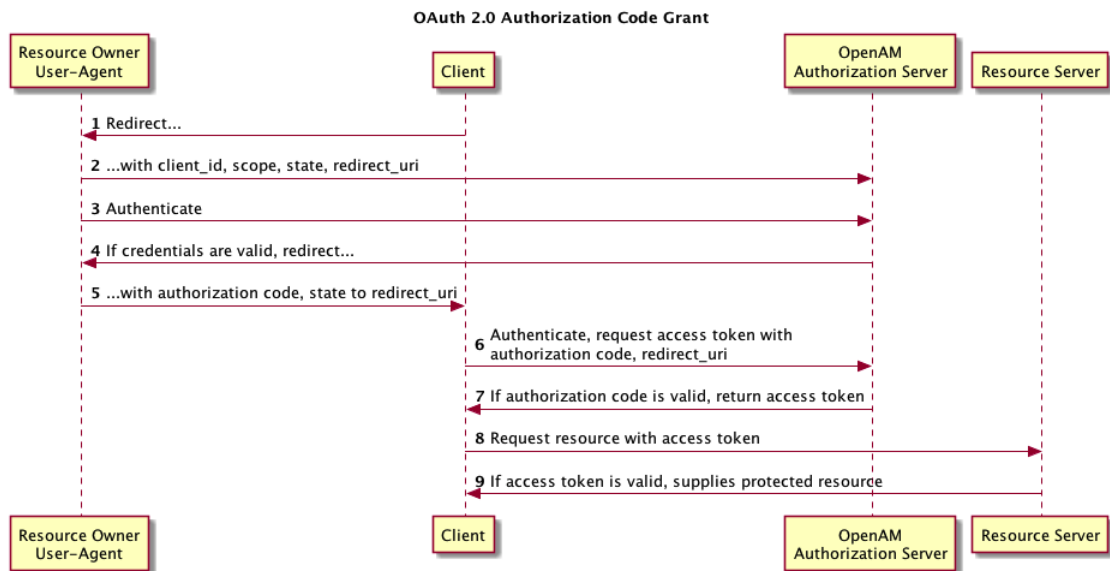 OAuth 2.0 Authorization Code Grant
Resource Owner
User-Agent
Client
OpenAM
Authorization Server
Resource Server
1 Redirect...
2 ...with client_id, scope, state, redirect_uri
3 Authenticate
4 If credentials are valid, redirect...
5 ...with authorization code, state to redirect_uri
6 Authenticate, request access token with
authorization code, redirect_uri
7 If authorization code is valid, return access token
8 Request resource with access token
9 If access token is valid, supplies protected resource
Resource Owner
User-Agent
Client
OpenAM
Authorization Server
Resource Server